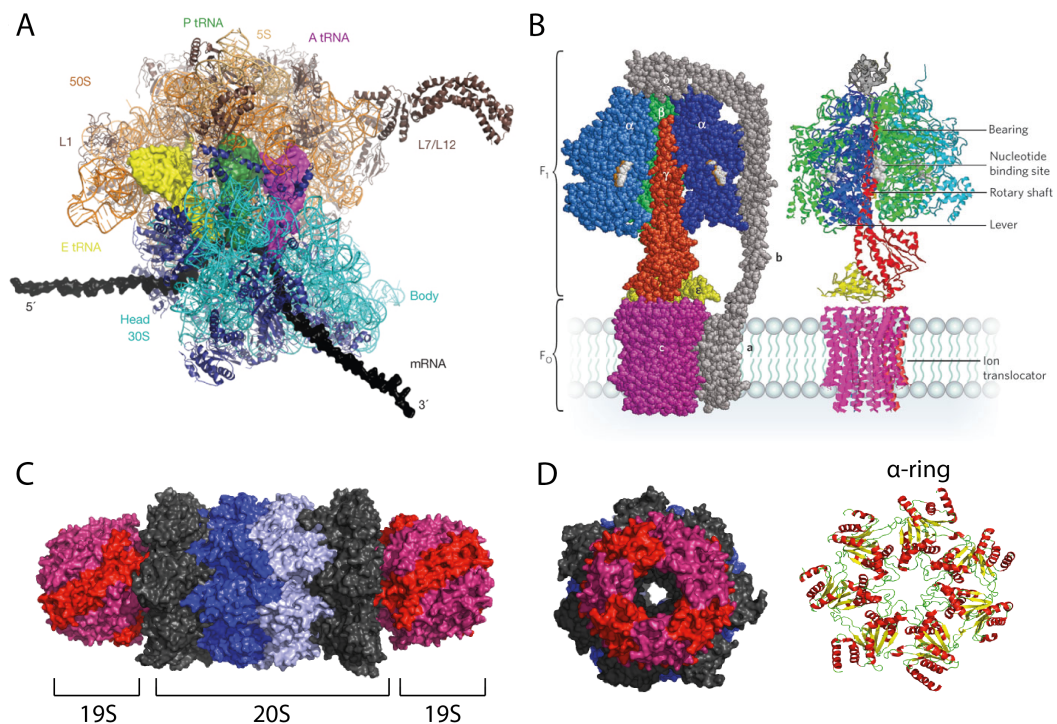 A
P tRNA
5S
A tRNA
50S
L1
L7/L12
E tRNA
5´
Head
30S
Body
mRNA
3´
B
F1
FO
δ
β
α
α
γ
ε
b
c
a
Bearing
Nucleotide
binding site
Rotary shaft
Lever
Ion
translocator
C
19S
20S
19S
D
α-ring